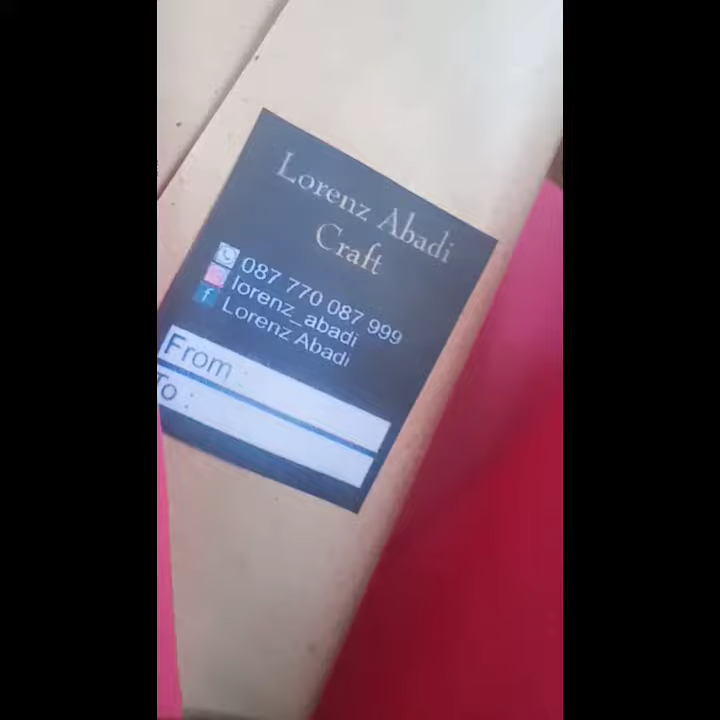 Lorenz Abadi
Craft
087 770 087 999
lorenz_abadi
Lorenz Abadi
From :
To :